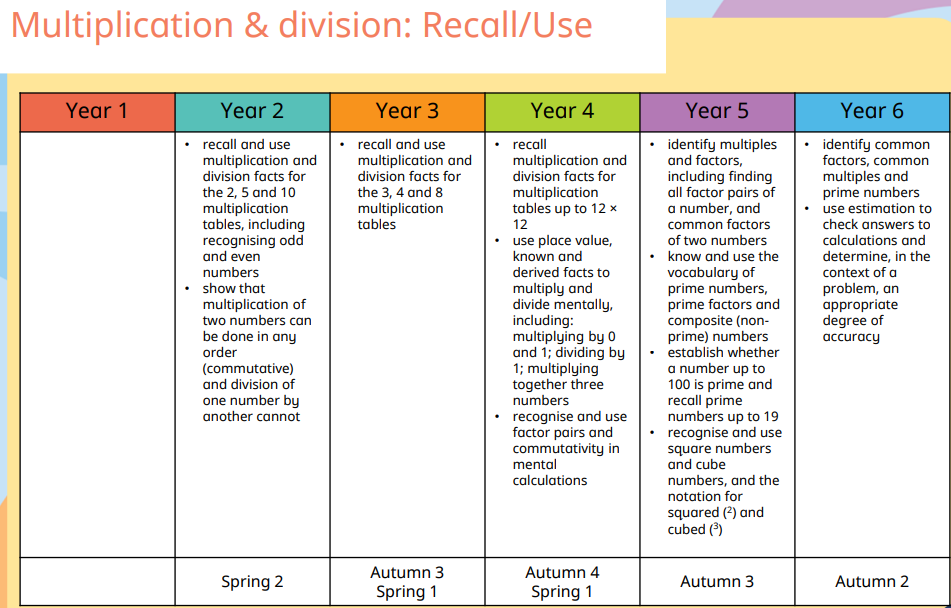 Multiplication & division: Recall/Use
Year 1
Year 2
Year 3
Year 4
Year 5
Year 6
• recall and use
multiplication and
division facts for
the 2, 5 and 10
multiplication
tables, including
recognising odd
and even
numbers
• show that
multiplication of
two numbers can
be done in any
order
(commutative)
and division of
one number by
another cannot
• recall and use
multiplication and
division facts for
the 3, 4 and 8
multiplication
tables
• recall
multiplication and
division facts for
multiplication
tables up to 12 ×
12
• use place value,
known and
derived facts to
multiply and
divide mentally,
including:
multiplying by 0
and 1; dividing by
1; multiplying
together three
numbers
• recognise and use
factor pairs and
commutativity in
mental
calculations
• identify multiples
and factors,
including finding
all factor pairs of
a number, and
common factors
of two numbers
• know and use the
vocabulary of
prime numbers,
prime factors and
composite (non-
prime) numbers
• establish whether
a number up to
100 is prime and
recall prime
numbers up to 19
• recognise and use
square numbers
and cube
numbers, and the
notation for
squared (²) and
cubed (³)
• identify common
factors, common
multiples and
prime numbers
• use estimation to
check answers to
calculations and
determine, in the
context of a
problem, an
appropriate
degree of
accuracy
Spring 2
Autumn 3
Spring 1
Autumn 4
Spring 1
Autumn 3
Autumn 2